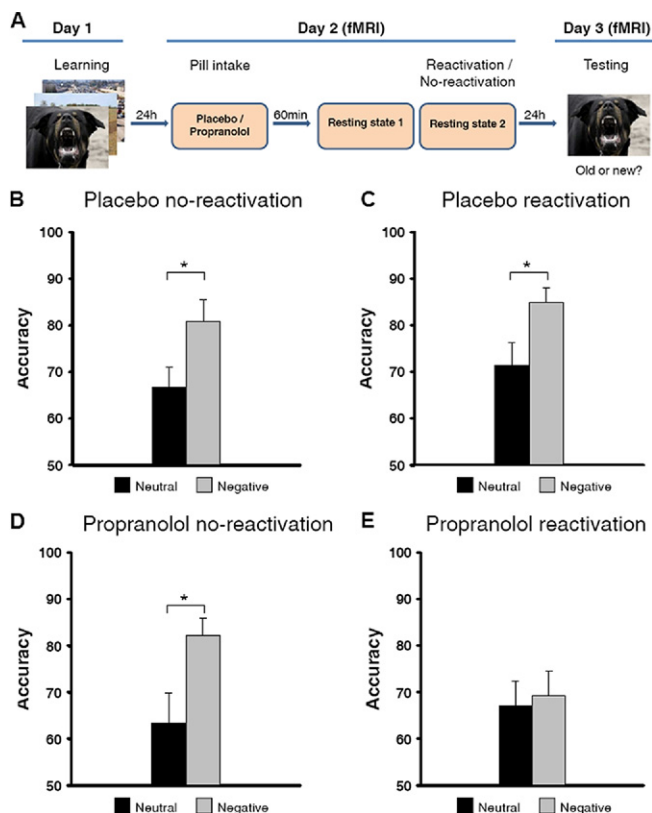 A
Day 1
Day 2 (fMRI)
Day 3 (fMRI)
Learning
Pill intake
Reactivation /
No-reactivation
Testing
24h
Placebo /
Propranolol
60min
Resting state 1
Resting state 2
24h
Old or new?
B
Placebo no-reactivation
Accuracy
100
90
80
70
60
50
*
Neutral
Negative
C
Placebo reactivation
Accuracy
100
90
80
70
60
50
*
Neutral
Negative
D
Propranolol no-reactivation
Accuracy
100
90
80
70
60
50
*
Neutral
Negative
E
Propranolol reactivation
Accuracy
100
90
80
70
60
50
Neutral
Negative